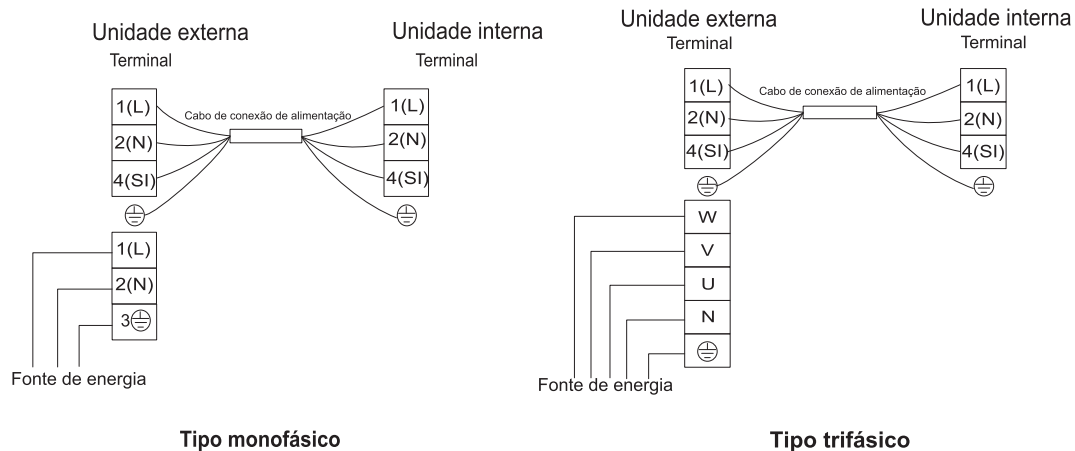 Unidade externa
Terminal
Unidade interna
Terminal
1(L)
2(N)
4(SI)
Cabo de conexão de alimentação
1(L)
2(N)
4(SI)
1(L)
2(N)
3
Fonte de energia
Tipo monofásico
Unidade externa
Terminal
Unidade interna
Terminal
1(L)
2(N)
4(SI)
Cabo de conexão de alimentação
1(L)
2(N)
4(SI)
W
V
U
N
Fonte de energia
Tipo trifásico